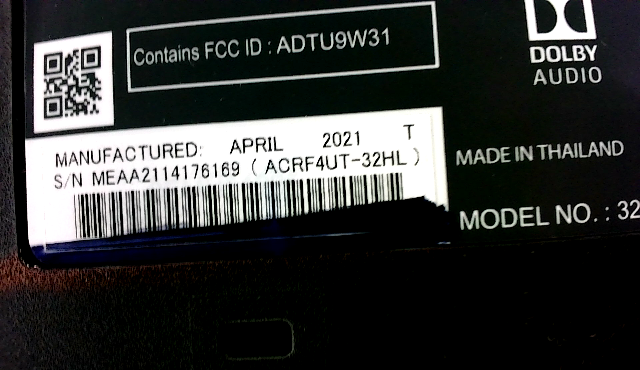 Contains FCC ID : ADTU9W31
DOLBY
AUDIO
MANUFACTURED: APRIL 2021 T
S/N MEAA2114176169 ( ACRF4UT-32HL )
MADE IN THAILAND
MODEL NO. : 32